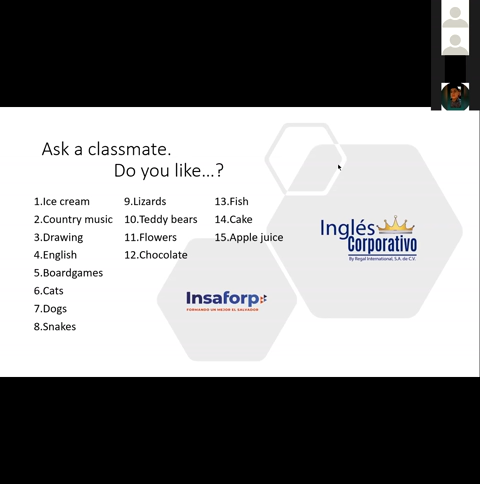 Ask a classmate.
Do you like...?
1.Ice cream
2.Country music
3.Drawing
4.English
5.Boardgames
6.Cats
7.Dogs
8.Snakes
9.Lizards
10.Teddy bears
11.Flowers
12.Chocolate
13.Fish
14.Cake
15.Apple juice
Inglés
Corporativo
By Regal International, S.A. de C.V.
Insaforp
FORMANDO UN MEJOR EL SALVADOR